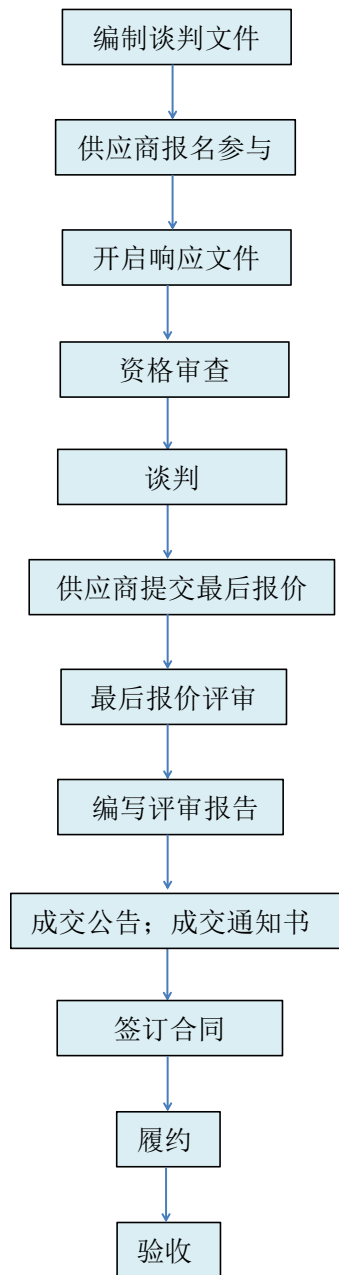 编制谈判文件
供应商报名参与
开启响应文件
资格审查
谈判
供应商提交最后报价
最后报价评审
编写评审报告
成交公告；成交通知书
签订合同
履约
验收